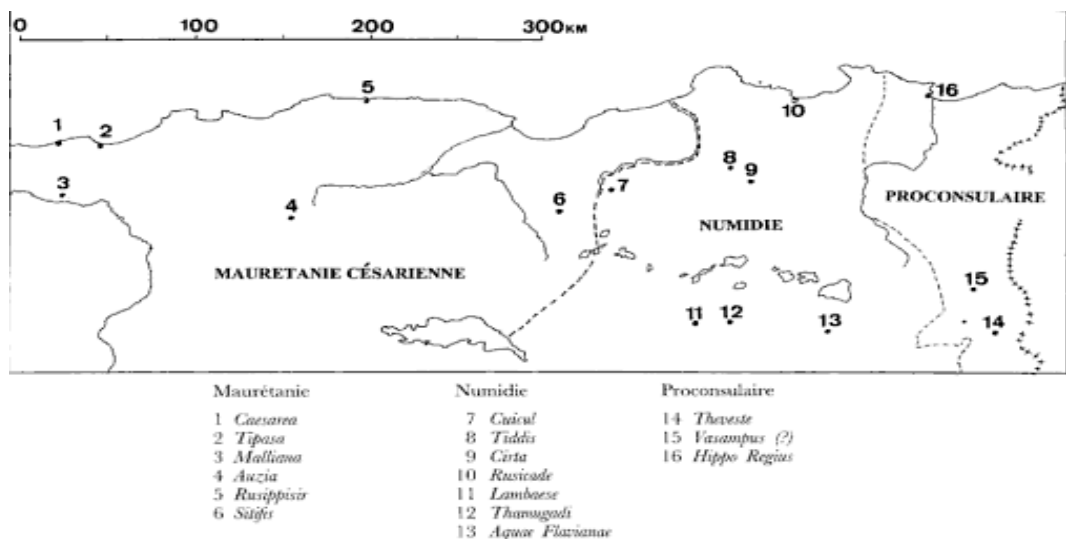 0 100 200 300 KM
5
16
10
1
2
8
9
3
7
6
4
PROCONSULAIRE
NUMIDIE
MAURETANIE CÉSARIENNE
15
11
12
13
14
Maurétanie
1 Caesarea
2 Tipasa
3 Malliana
4 Auzia
5 Rusippisir
6 Sitifis
Numidie
7 Cuicul
8 Tiddis
9 Cirta
10 Rusicade
11 Lambaese
12 Thamugadi
13 Aquae Flavianae
Proconsulaire
14 Theveste
15 Vasampus (?)
16 Hippo Regius